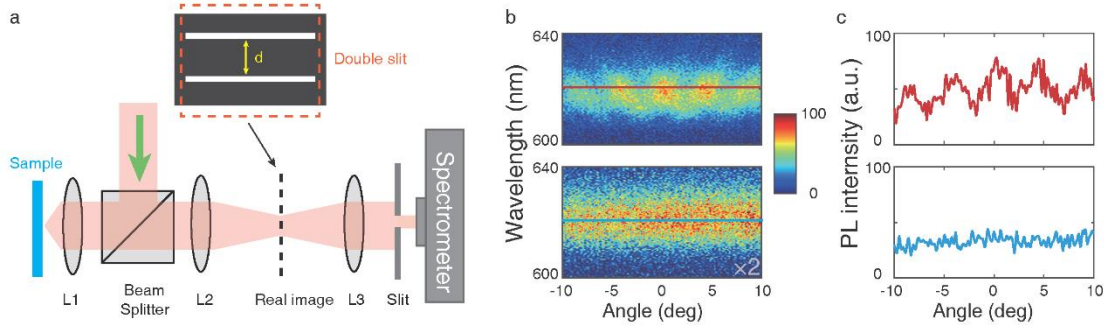 a
d
Double slit
Sample
L1
Beam
Splitter
L2
Real image
L3
Slit
Spectrometer
b
Wavelength (nm)
640
600
640
600
×2
-10
-5
0
5
10
Angle (deg)
100
0
c
PL intensity (a.u.)
100
0
100
0
-10
-5
0
5
10
Angle (deg)